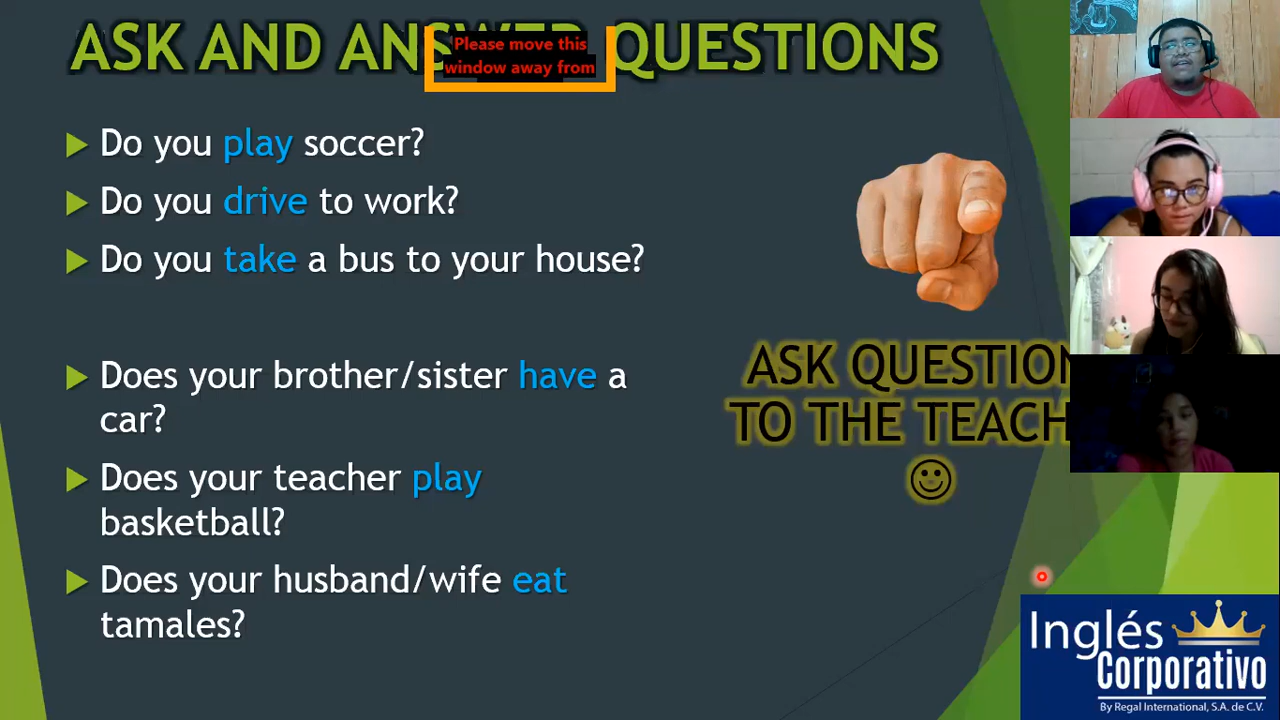 ASK AND ANSWER QUESTIONS
Please move this
window away from
Do you play soccer?
Do you drive to work?
Do you take a bus to your house?
Does your brother/sister have a
car?
Does your teacher play
basketball?
Does your husband/wife eat
tamales?
ASK QUESTION
TO THE TEACH
Inglés
Corporativo
By Regal International, S.A. de C.V.